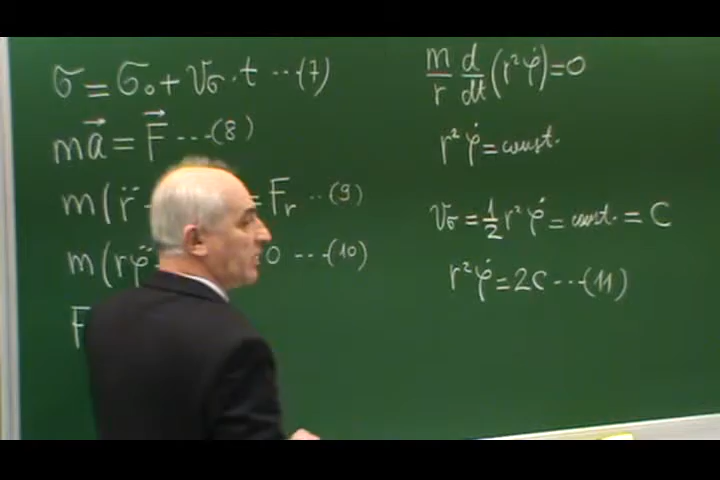 σ = σ₀ + v_σ · t ...(7)
ma⃗ = F⃗ ...(8)
m(r̈ = F_r ..(9)
m(rφ̈ 0 ...(10)
F
m/r d/dt (r²φ̇) = 0
r²φ̇ = const.
v_σ = 1/2 r²φ̇ = const. = C
r²φ̇ = 2C ...(11)